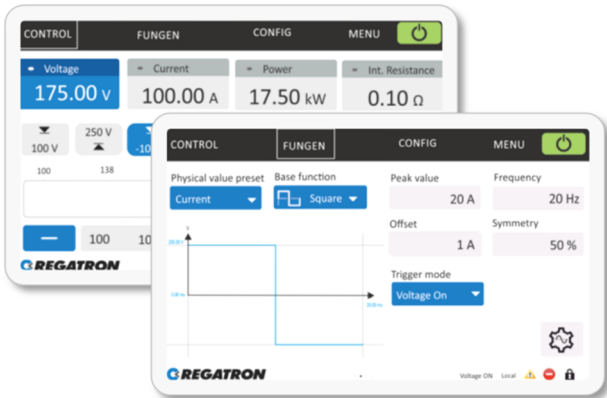 CONTROL FUNGEN CONFIG MENU
Voltage Current Power Int. Resistance
175.00 V 100.00 A 17.50 kW 0.10 Ω
100 V 250 V
100 138
100
REGATRON
CONTROL FUNGEN CONFIG MENU
Physical value preset Base function Peak value Frequency
Current Square 20 A 20 Hz
Offset Symmetry
1 A 50 %
Trigger mode
Voltage On
REGATRON
Voltage ON Local